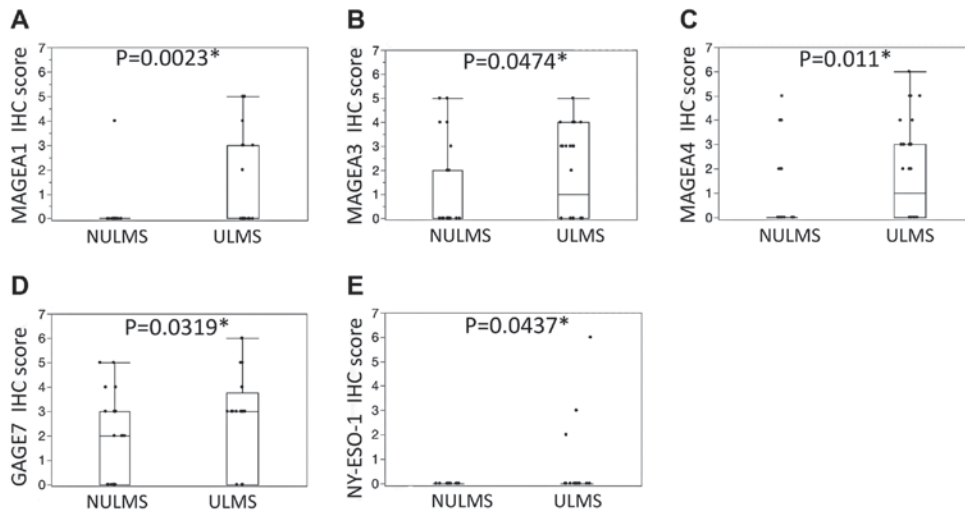 A
P=0.0023*
MAGEA1 IHC score
7
6
5
4
3
2
1
0
NULMS ULMS
B
P=0.0474*
MAGEA3 IHC score
7
6
5
4
3
2
1
0
NULMS ULMS
C
P=0.011*
MAGEA4 IHC score
7
6
5
4
3
2
1
0
NULMS ULMS
D
P=0.0319*
GAGE7 IHC score
7
6
5
4
3
2
1
0
NULMS ULMS
E
P=0.0437*
NY-ESO-1 IHC score
7
6
5
4
3
2
1
0
NULMS ULMS